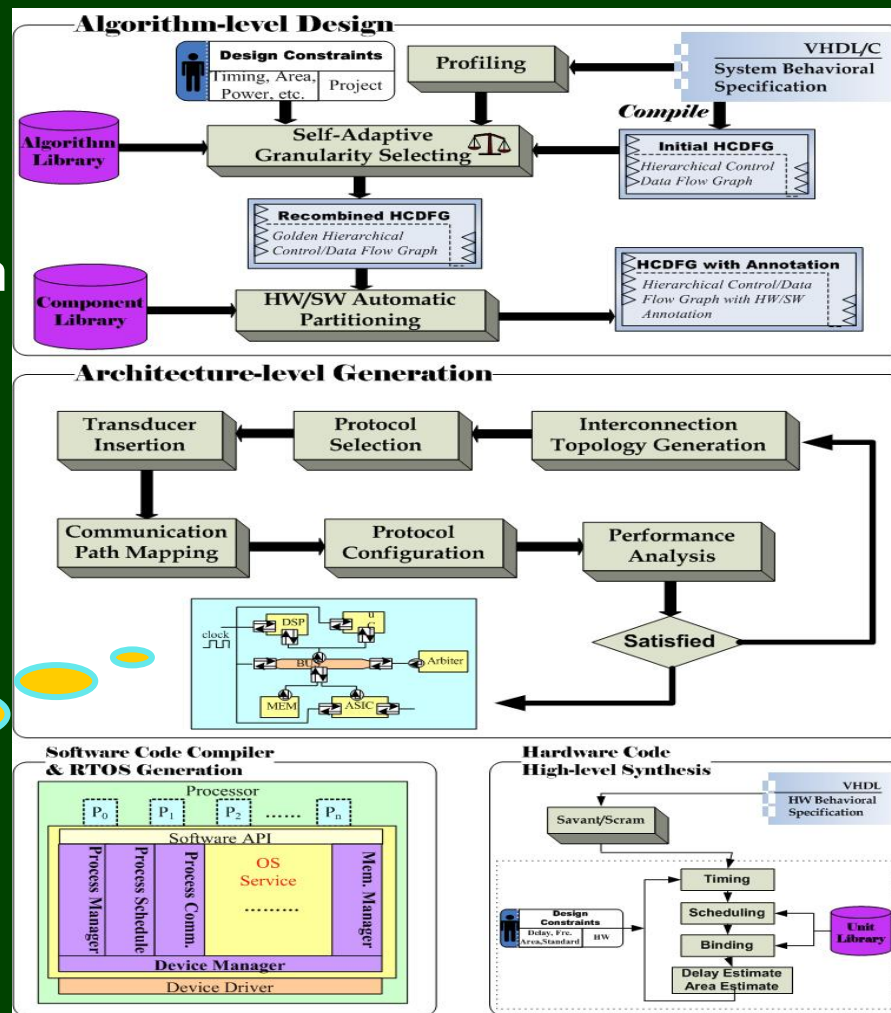 Algorithm-level Design
Design Constraints
Timing, Area,
Power, etc.
Project
Profiling
VHDL/C
System Behavioral
Specification
Compile
Algorithm
Library
Self-Adaptive
Granularity Selecting
Initial HCDFG
Hierarchical Control
Data Flow Graph
Recombined HCDFG
Golden Hierarchical
Control/Data Flow Graph
n
Component
Library
HW/SW Automatic
Partitioning
HCDFG with Annotation
Hierarchical Control/Data
Flow Graph with HW/SW
Annotation
Architecture-level Generation
Transducer
Insertion
Protocol
Selection
Interconnection
Topology Generation
Communication
Path Mapping
Protocol
Configuration
Performance
Analysis
Satisfied
clock
DSP
Arbiter
MEM
ASIC
Software Code Compiler
& RTOS Generation
Processor
P0
P1
P2
......
Pn
Software API
Process Manager
Process Schedule
Process Comm.
OS
Service
.........
Mem. Manager
Device Manager
Device Driver
Hardware Code
High-level Synthesis
VHDL
HW Behavioral
Specification
Savant/Scram
Timing
Design
Constraints
Delay, Fre.
Area,Standard
HW
Scheduling
Binding
Unit
Library
Delay Estimate
Area Estimate